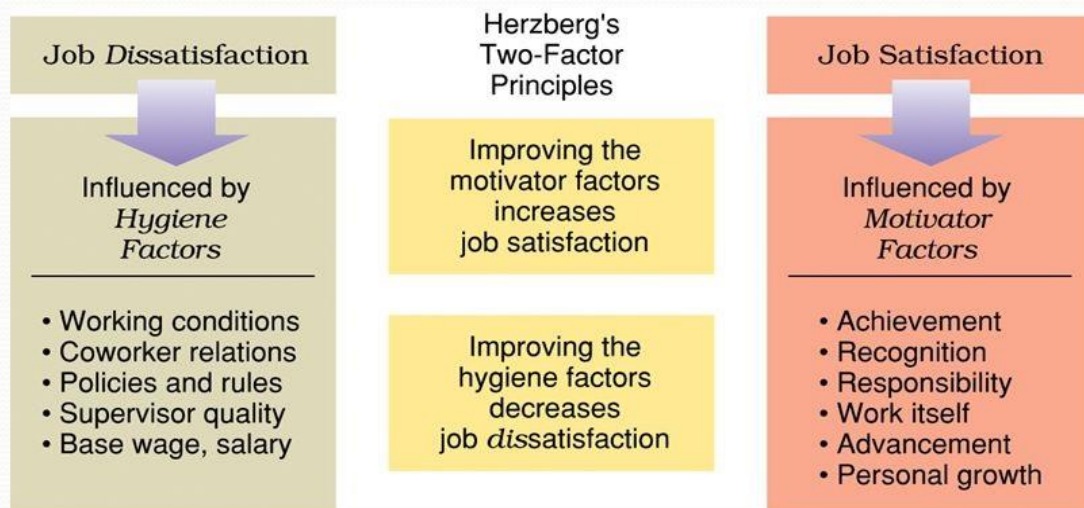 Job Dissatisfaction
Influenced by
Hygiene
Factors
• Working conditions
• Coworker relations
• Policies and rules
• Supervisor quality
• Base wage, salary
Herzberg's
Two-Factor
Principles
Improving the
motivator factors
increases
job satisfaction
Improving the
hygiene factors
decreases
job dissatisfaction
Job Satisfaction
Influenced by
Motivator
Factors
• Achievement
• Recognition
• Responsibility
• Work itself
• Advancement
• Personal growth